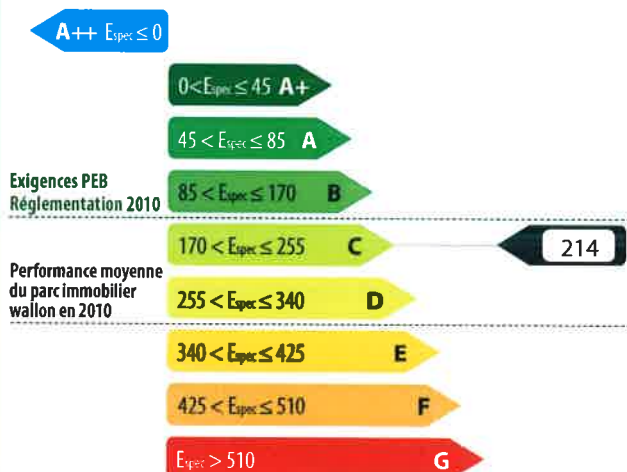 A++ Espec ≤ 0
0 < Espec ≤ 45 A+
45 < Espec ≤ 85 A
Exigences PEB
Réglementation 2010
85 < Espec ≤ 170 B
170 < Espec ≤ 255 C
214
Performance moyenne
du parc immobilier
wallon en 2010
255 < Espec ≤ 340 D
340 < Espec ≤ 425 E
425 < Espec ≤ 510 F
Espec > 510 G